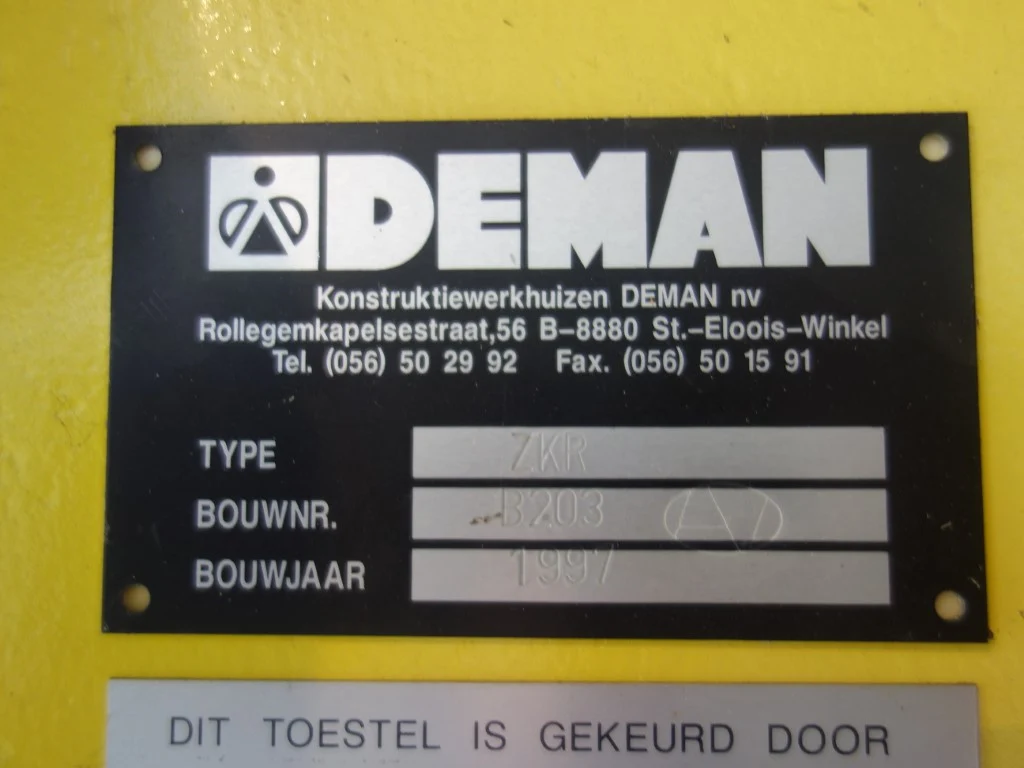 DEMAN
Konstruktiewerkhuizen DEMAN nv
Rollegemkapelsestraat,56 B-8880 St.-Eloois-Winkel
Tel. (056) 50 29 92 Fax. (056) 50 15 91
TYPE ZKR
BOUWNR. B203
BOUWJAAR 1997
DIT TOESTEL IS GEKEURD DOOR